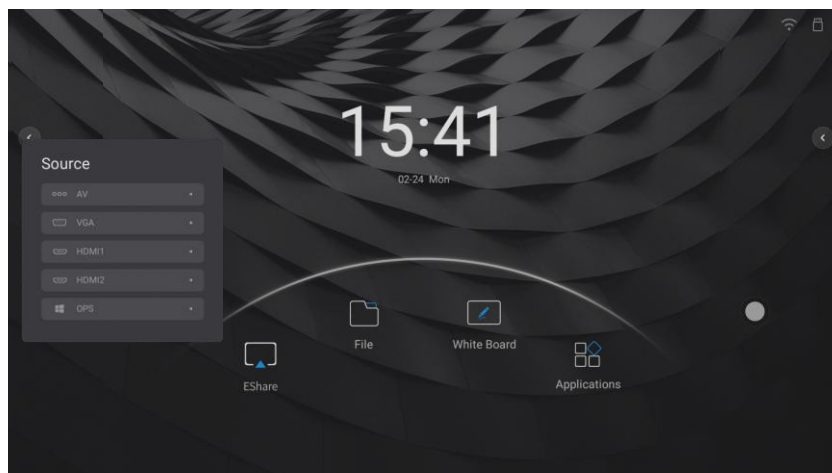 15:41
02-24 Mon
Source
AV
VGA
HDMI1
HDMI2
OPS
EShare
File
White Board
Applications